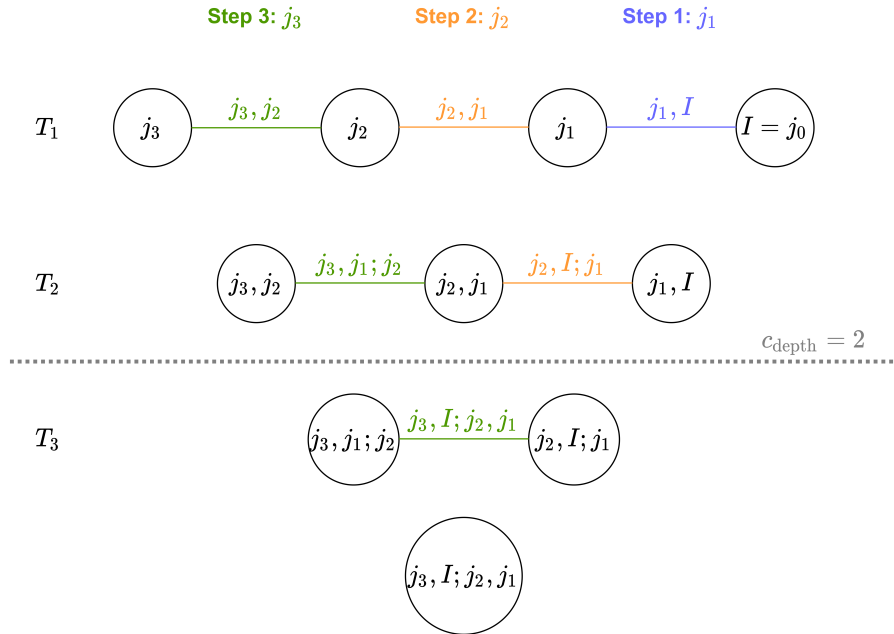 Step 3: j₃ Step 2: j₂ Step 1: j₁
j₃, j₂ j₂, j₁ j₁, I
T₁ j₃ j₂ j₁ I = j₀
j₃, j₁; j₂ j₂, I; j₁
T₂ j₃, j₂ j₂, j₁ j₁, I
c_depth = 2
j₃, I; j₂, j₁
T₃ j₃, j₁; j₂ j₂, I; j₁
j₃, I; j₂, j₁